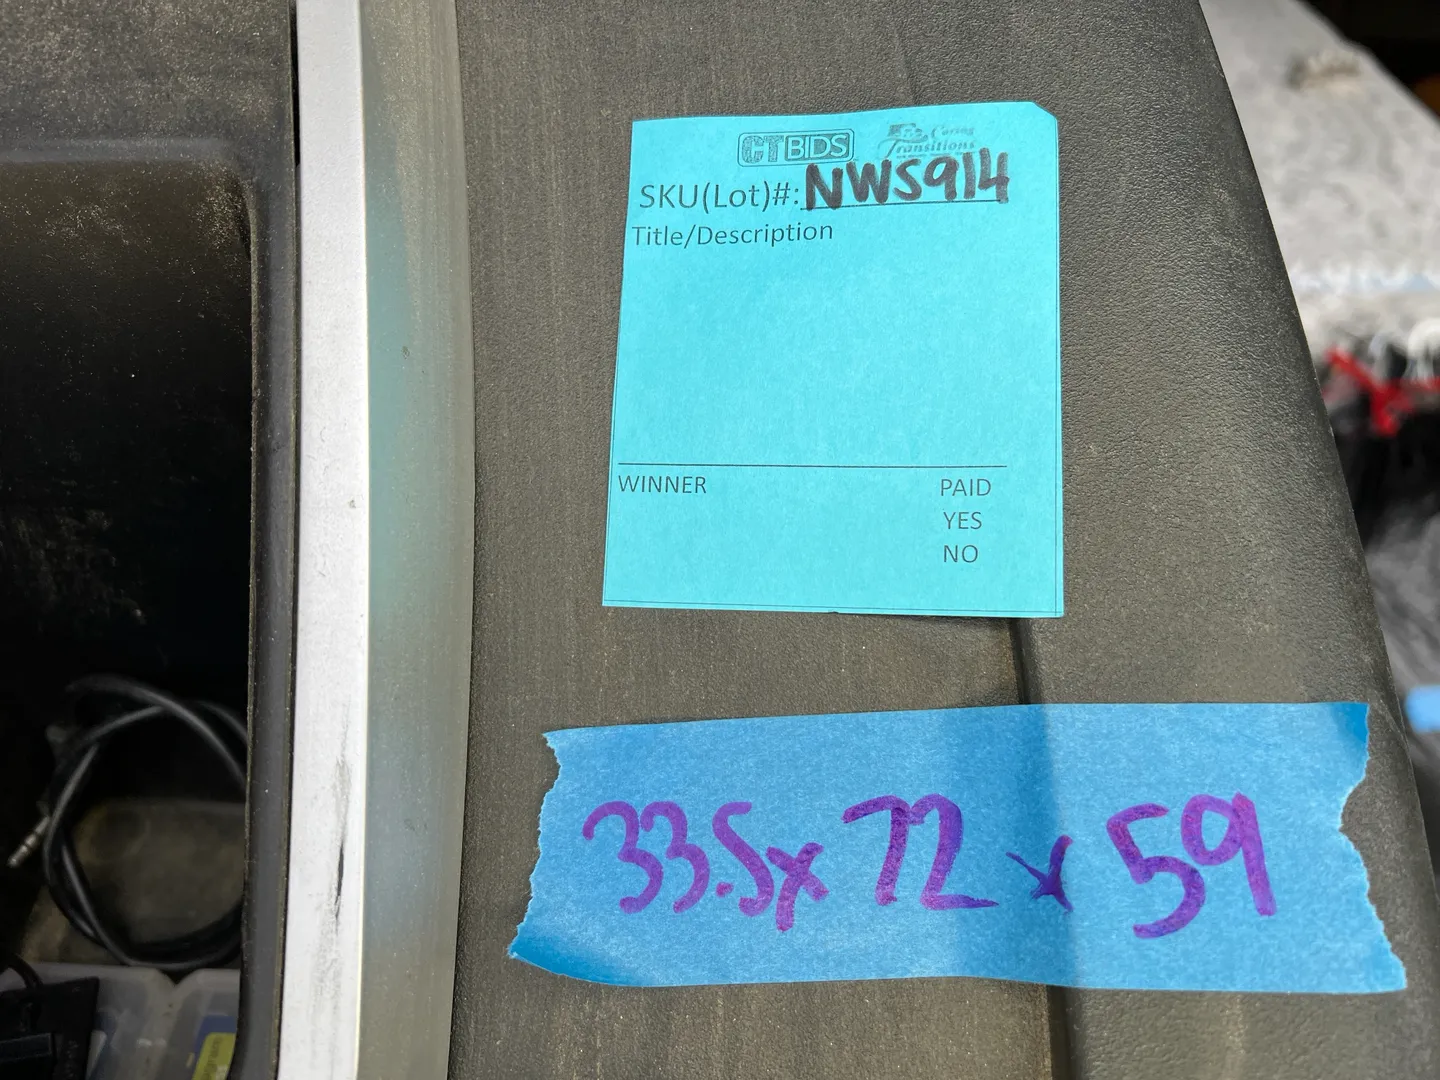 CTBIDS
Caring
Transitions
SKU(Lot)#: NWS914
Title/Description
WINNER
PAID
YES
NO
33.5x 72 x 59